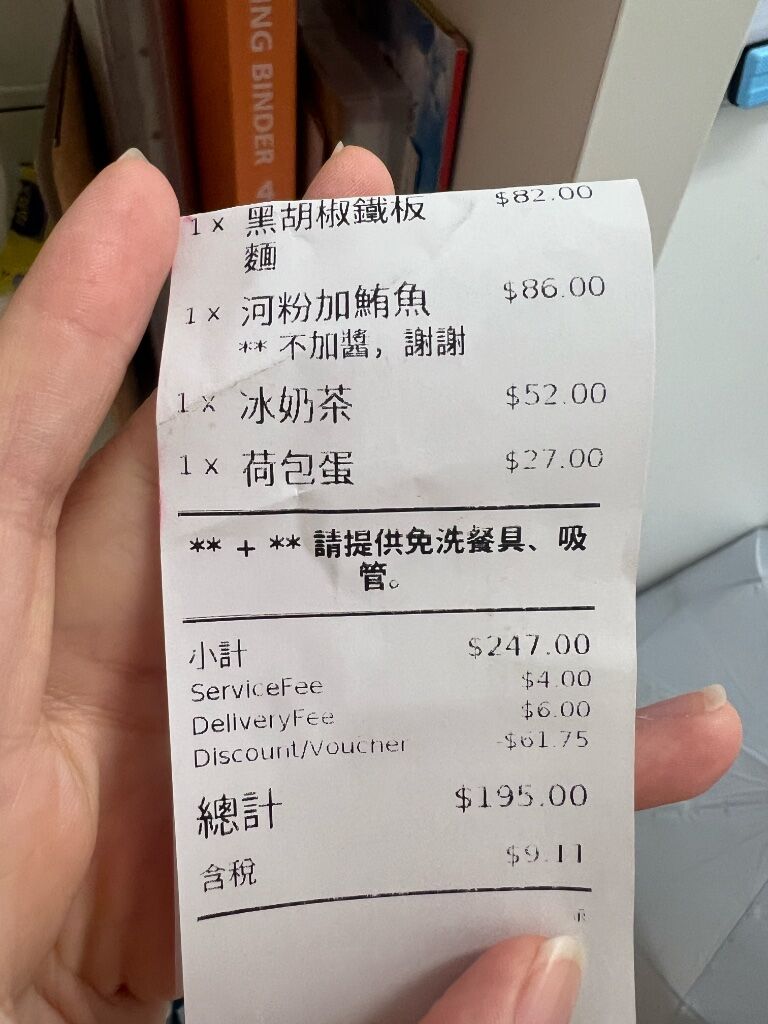 NG BINDER 4
1 x 黑胡椒鐵板 $82.00
麵
1 x 河粉加鮪魚 $86.00
** 不加醬，謝謝
1 x 冰奶茶 $52.00
1 x 荷包蛋 $27.00
** + ** 請提供免洗餐具、吸
管。
小計 $247.00
ServiceFee $4.00
DeliveryFee $6.00
Discount/Voucher -$61.75
總計 $195.00
含稅 $9.11